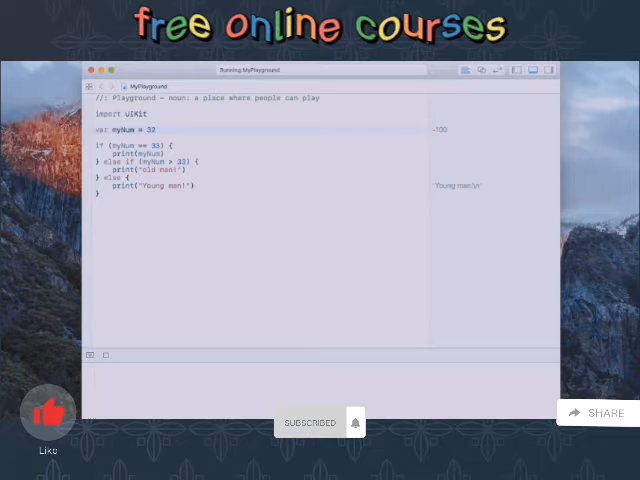 free online courses
Running MyPlayground
MyPlayground
//: Playground - noun: a place where people can play
import UIKit
var myNum = 32
-100
if (myNum == 33) {
print(myNum)
} else if (myNum > 33) {
print("old man!")
} else {
print("Young man!")
"Young man!\n"
}
SUBSCRIBED
SHARE
Like